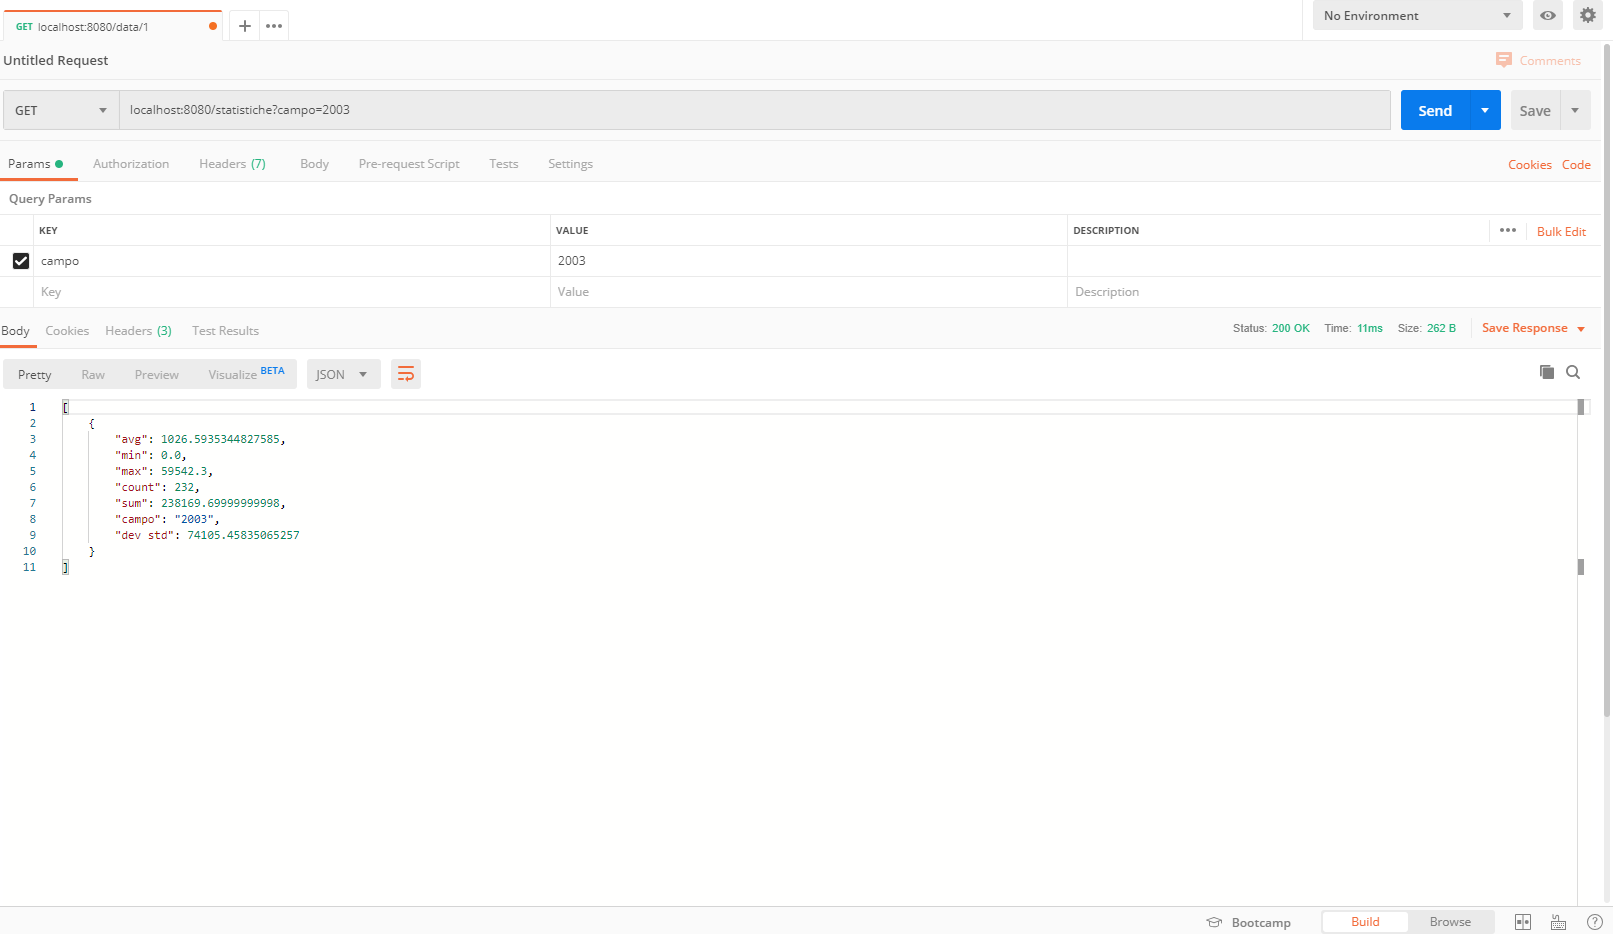 GET localhost:8080/data/1
No Environment
Untitled Request
Comments
GET localhost:8080/statistiche?campo=2003 Send Save
Params Authorization Headers (7) Body Pre-request Script Tests Settings Cookies Code
Query Params
KEY VALUE DESCRIPTION Bulk Edit
campo 2003
Key Value Description
Body Cookies Headers (3) Test Results Status: 200 OK Time: 11ms Size: 262 B Save Response
Pretty Raw Preview Visualize BETA JSON
1 [
2 {
3 "avg": 1026.5935344827585,
4 "min": 0.0,
5 "max": 59542.3,
6 "count": 232,
7 "sum": 238169.69999999998,
8 "campo": "2003",
9 "dev std": 74105.45835065257
10 }
11 ]
Bootcamp Build Browse